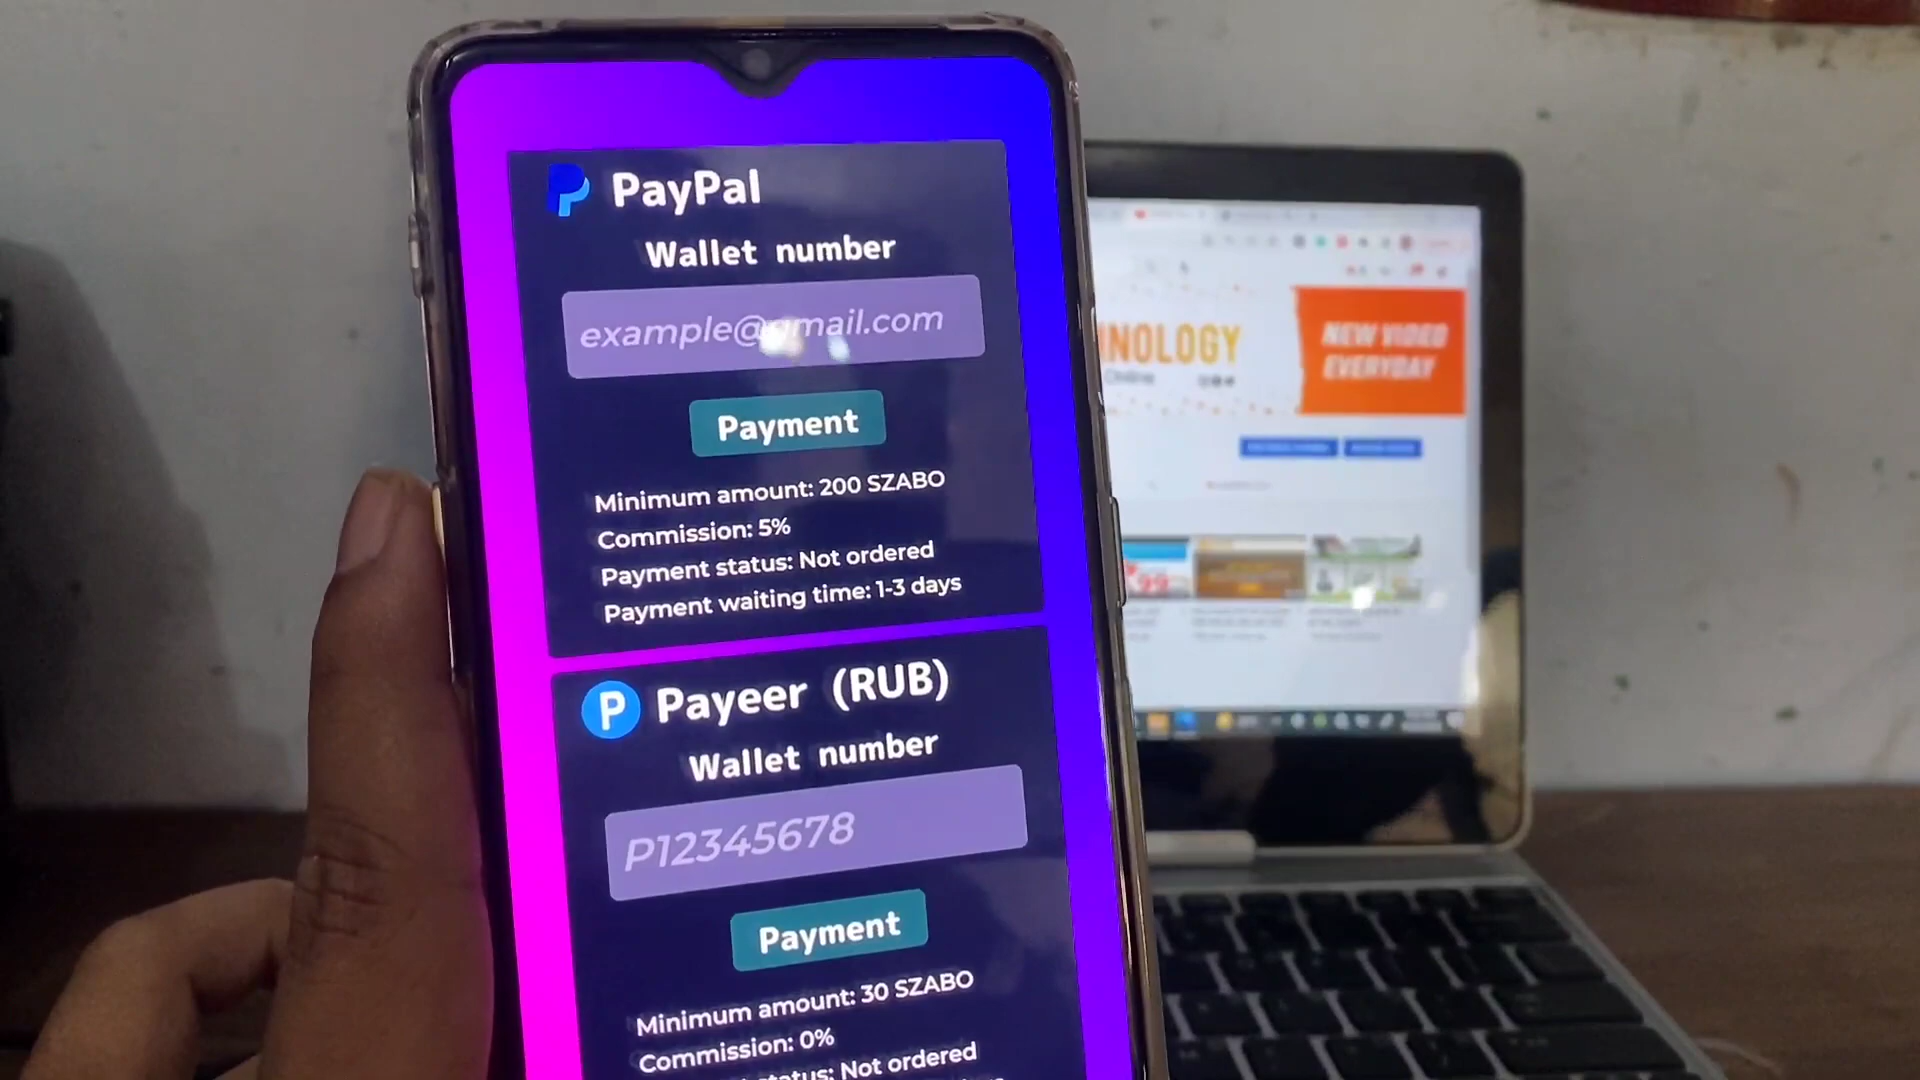 PayPal
Wallet number
example@gmail.com
Payment
Minimum amount: 200 SZABO
Commission: 5%
Payment status: Not ordered
Payment waiting time: 1-3 days
P Payeer (RUB)
Wallet number
P12345678
Payment
Minimum amount: 30 SZABO
Commission: 0%
status: Not ordered
NOLOGY
Online
NEW VIDEO
EVERYDAY